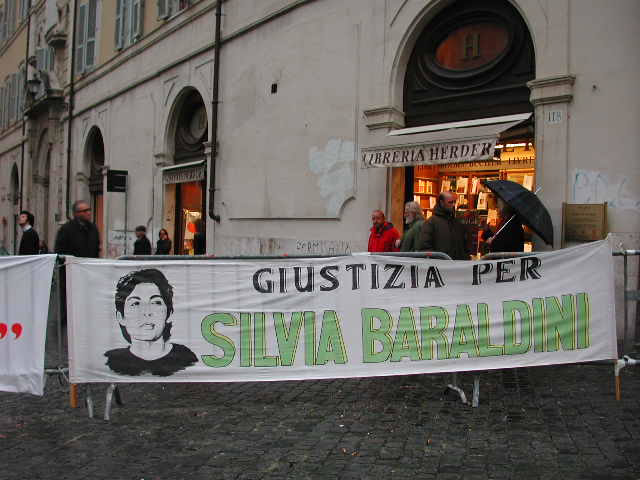 H
118
LIBRERIA HERDER
GIUSTIZIA PER
SILVIA BARALDINI
"